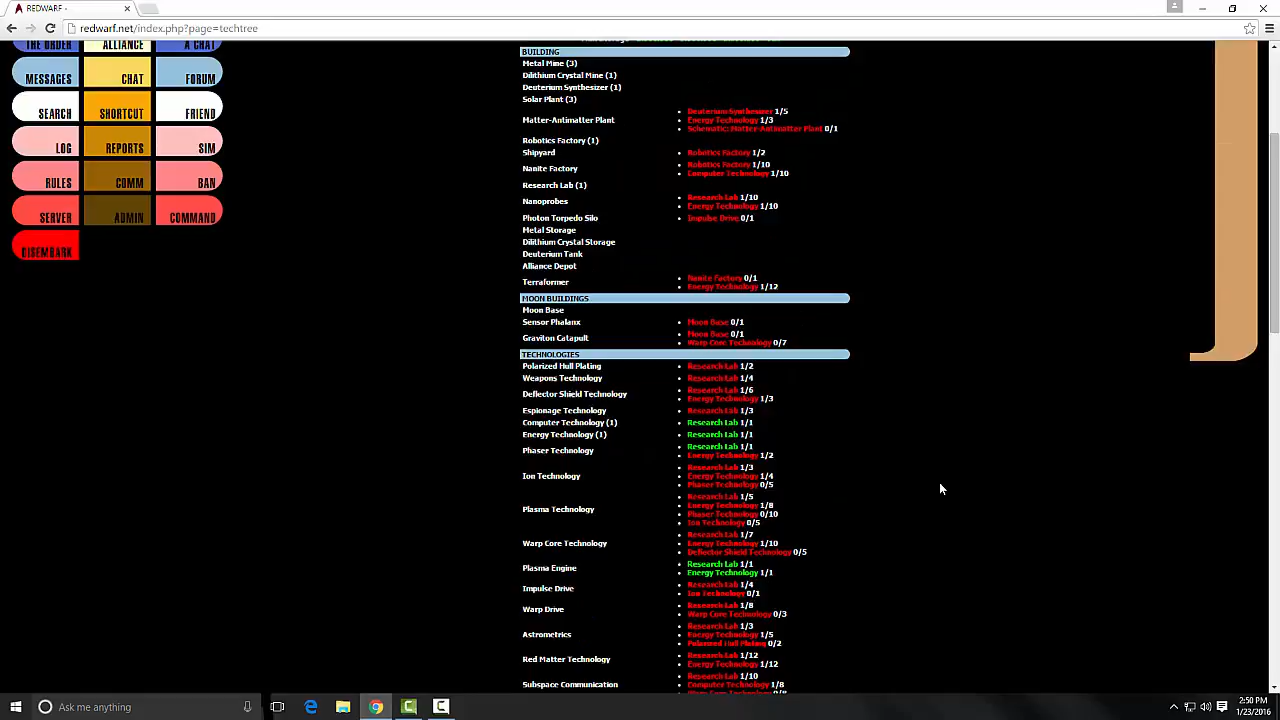 REDWARF -
redwarf.net/index.php?page=techtree
THE ORDER
ALLIANCE
A CHAT
MESSAGES
CHAT
FORUM
SEARCH
SHORTCUT
FRIEND
LOG
REPORTS
SIM
RULES
COMM
BAN
SERVER
ADMIN
COMMAND
DISEMBARK
BUILDING
Metal Mine (3)
Dilithium Crystal Mine (1)
Deuterium Synthesizer (1)
Solar Plant (3)
Matter-Antimatter Plant
• Deuterium Synthesizer 1/5
• Energy Technology 1/3
• Schematic: Matter-Antimatter Plant 0/1
Robotics Factory (1)
Shipyard
• Robotics Factory 1/2
Nanite Factory
• Robotics Factory 1/10
• Computer Technology 1/10
Research Lab (1)
Nanoprobes
• Research Lab 1/10
• Energy Technology 1/10
Photon Torpedo Silo
• Impulse Drive 0/1
Metal Storage
Dilithium Crystal Storage
Deuterium Tank
Alliance Depot
Terraformer
• Nanite Factory 0/1
• Energy Technology 1/12
MOON BUILDINGS
Moon Base
Sensor Phalanx
• Moon Base 0/1
Graviton Catapult
• Moon Base 0/1
• Warp Core Technology 0/7
TECHNOLOGIES
Polarized Hull Plating
• Research Lab 1/2
Weapons Technology
• Research Lab 1/4
Deflector Shield Technology
• Research Lab 1/6
• Energy Technology 1/3
Espionage Technology
• Research Lab 1/3
Computer Technology (1)
• Research Lab 1/1
Energy Technology (1)
• Research Lab 1/1
Phaser Technology
• Research Lab 1/1
• Energy Technology 1/2
Ion Technology
• Research Lab 1/3
• Energy Technology 1/4
• Phaser Technology 0/5
Plasma Technology
• Research Lab 1/5
• Energy Technology 1/8
• Phaser Technology 0/10
• Ion Technology 0/5
Warp Core Technology
• Research Lab 1/7
• Energy Technology 1/10
• Deflector Shield Technology 0/5
Plasma Engine
• Research Lab 1/1
• Energy Technology 1/1
Impulse Drive
• Research Lab 1/4
• Ion Technology 0/1
Warp Drive
• Research Lab 1/8
• Warp Core Technology 0/3
Astrometrics
• Research Lab 1/3
• Energy Technology 1/5
• Polarized Hull Plating 0/2
Red Matter Technology
• Research Lab 1/12
• Energy Technology 1/12
Subspace Communication
• Research Lab 1/10
• Computer Technology 1/8
• Warp Core Technology 0/8
me anything
2:50 PM
1/23/2016